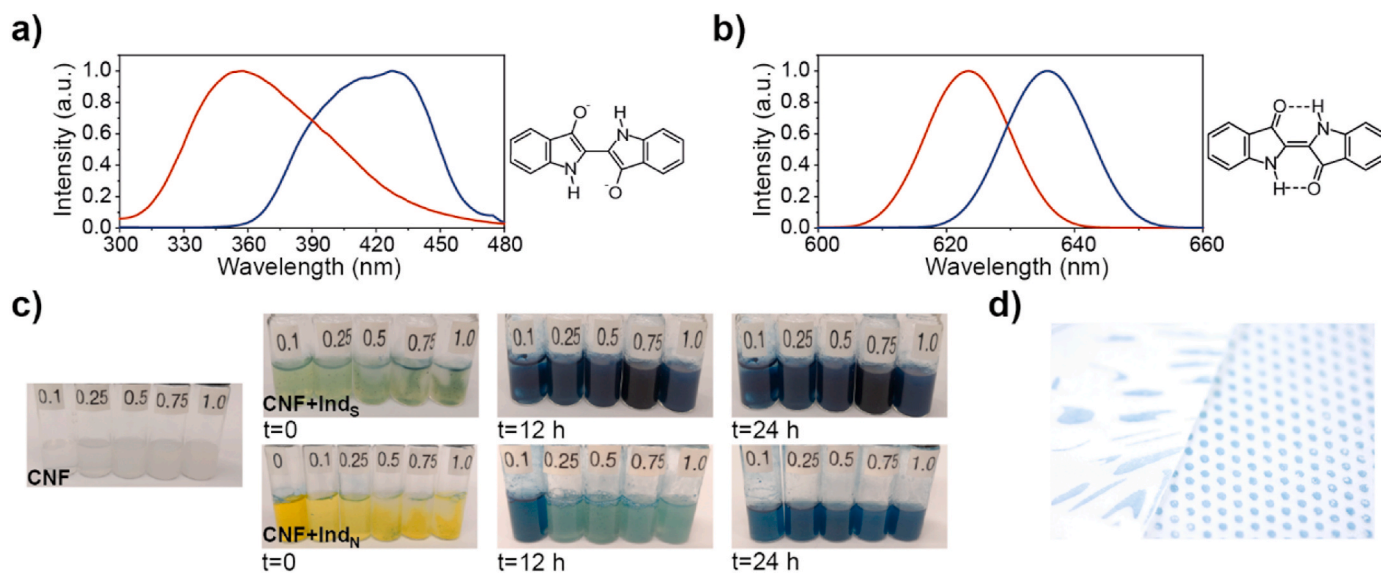 a)
Intensity (a.u.)
1.0
0.8
0.6
0.4
0.2
0.0
300 330 360 390 420 450 480
Wavelength (nm)
O-
H
N
N
H
O-
b)
Intensity (a.u.)
1.0
0.8
0.6
0.4
0.2
0.0
600 620 640 660
Wavelength (nm)
O H
N
N
H O
c)
0.1 0.25 0.5 0.75 1.0
CNF
0.1 0.25 0.5 0.75 1.0
CNF+IndS
t=0
0.1 0.25 0.5 0.75 1.0
t=12 h
0.1 0.25 0.5 0.75 1.0
t=24 h
0 0.1 0.25 0.5 0.75 1.0
CNF+IndN
t=0
0.1 0.25 0.5 0.75 1.0
t=12 h
0.1 0.25 0.5 0.75 1.0
t=24 h
d)